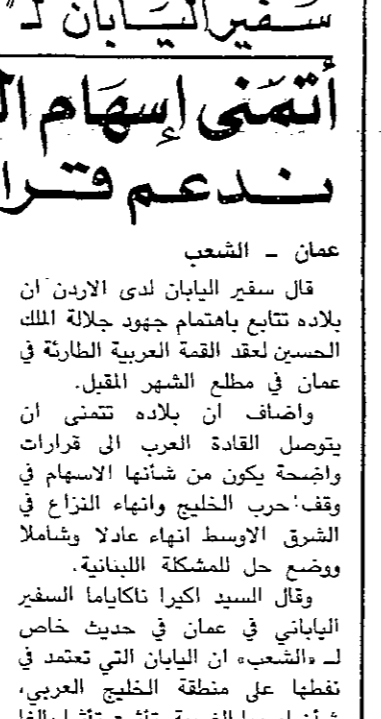 سفير اليابان لـ "
أتمنى إسهام
ندعم
عمان - الشعب
قال سفير اليابان لدى الاردن ان
بلاده تتابع باهتمام جهود جلالة الملك
الحسين لعقد القمة العربية الطارئة في
عمان في مطلع الشهر المقبل.
واضاف ان بلاده تتمنى ان
يتوصل القادة العرب الى قرارات
واضحة يكون من شأنها الاسهام في
وقف حرب الخليج وانهاء النزاع في
الشرق الاوسط انهاء عادلا وشاملا
ووضع حل للمشكلة اللبنانية.
وقال السيد اكيرا ناكاياما السفير
الياباني في عمان في حديث خاص
لـ «الشعب» ان اليابان التي تعتمد في
نفطها على منطقة الخليج العربي،